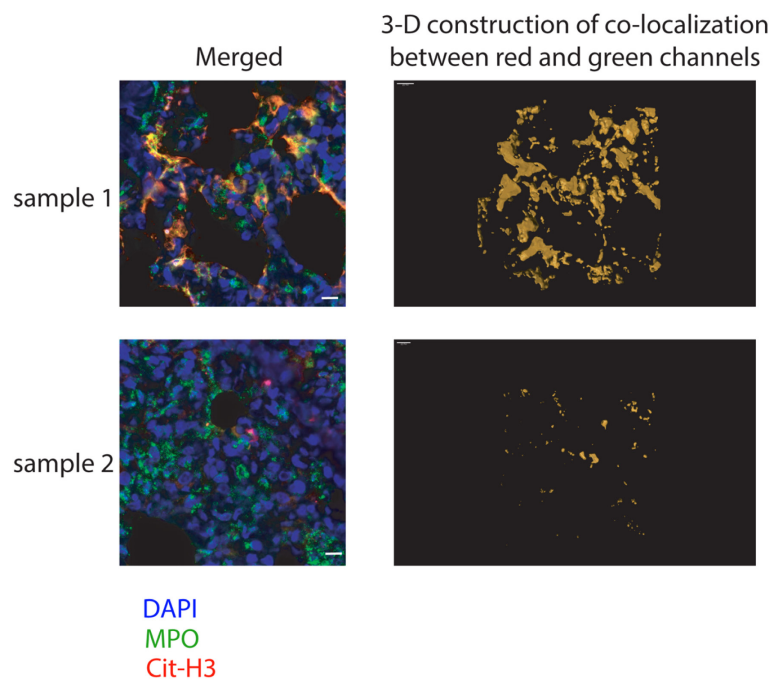 3-D construction of co-localization
Merged
between red and green channels
sample 1
sample 2
DAPI
MPO
Cit-H3